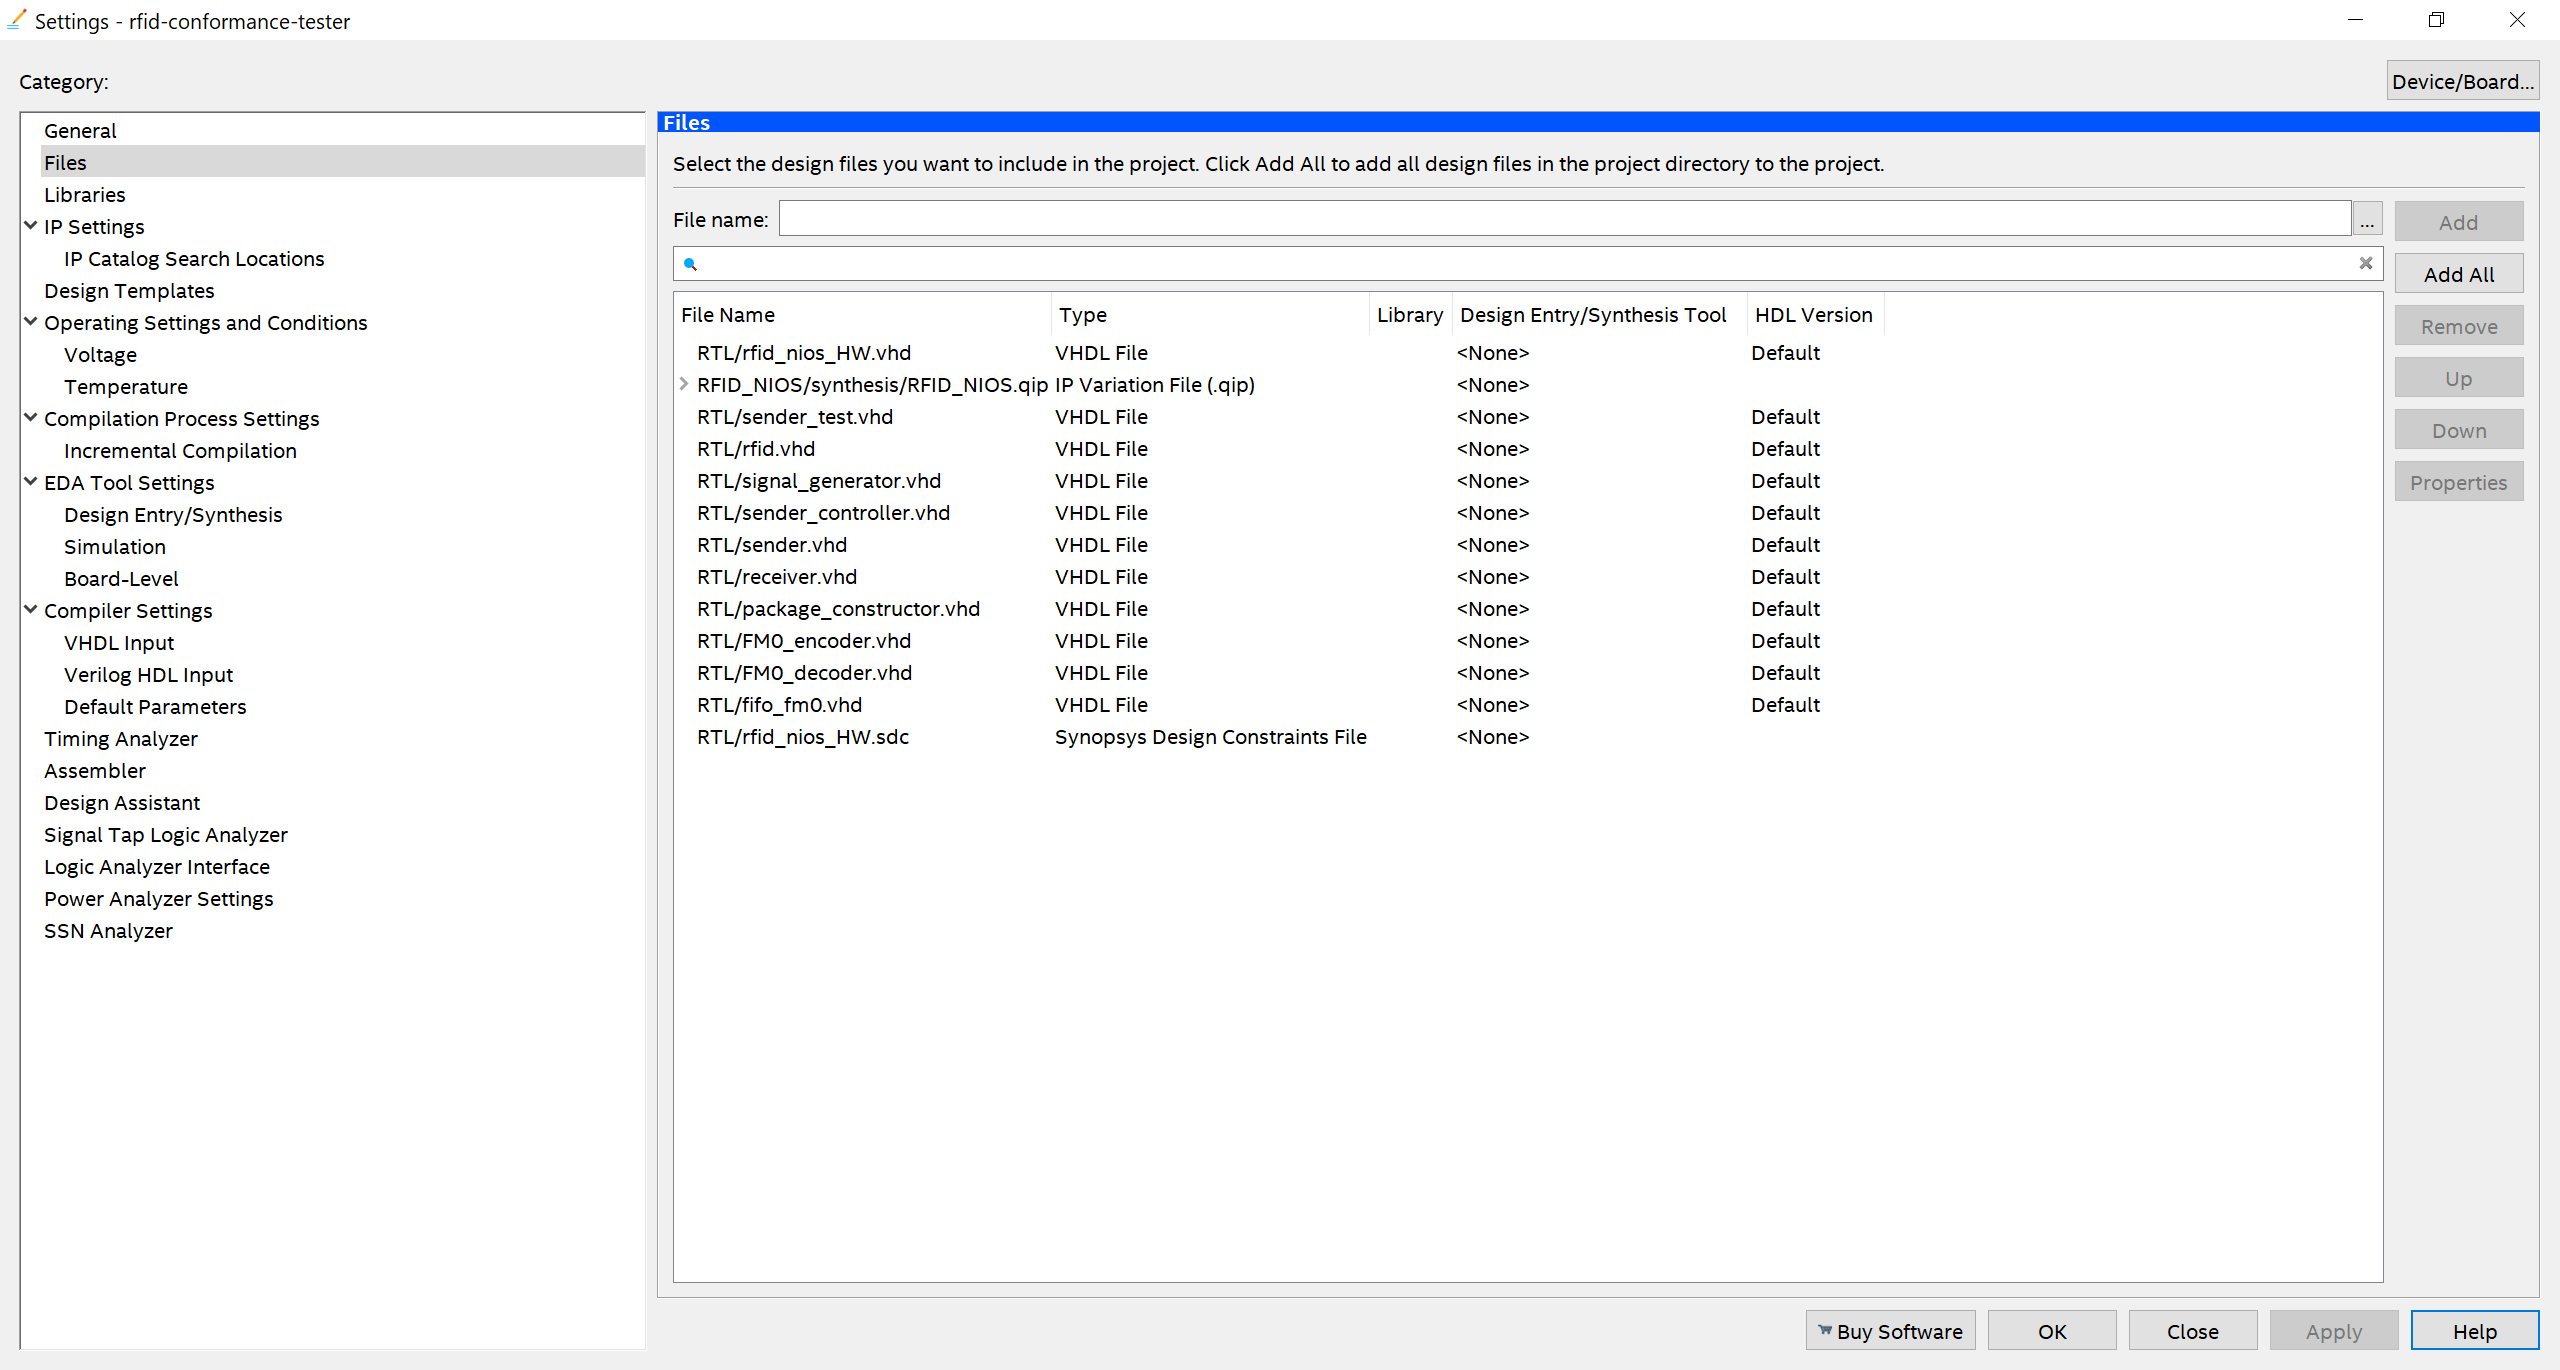 Settings - rfid-conformance-tester
Category:
Device/Board...
General
Files
Libraries
IP Settings
IP Catalog Search Locations
Design Templates
Operating Settings and Conditions
Voltage
Temperature
Compilation Process Settings
Incremental Compilation
EDA Tool Settings
Design Entry/Synthesis
Simulation
Board-Level
Compiler Settings
VHDL Input
Verilog HDL Input
Default Parameters
Timing Analyzer
Assembler
Design Assistant
Signal Tap Logic Analyzer
Logic Analyzer Interface
Power Analyzer Settings
SSN Analyzer
Files
Select the design files you want to include in the project. Click Add All to add all design files in the project directory to the project.
File name: ... Add
Add All
Remove
Up
Down
Properties
File Name Type Library Design Entry/Synthesis Tool HDL Version
RTL/rfid_nios_HW.vhd VHDL File <None> Default
RFID_NIOS/synthesis/RFID_NIOS.qip IP Variation File (.qip) <None>
RTL/sender_test.vhd VHDL File <None> Default
RTL/rfid.vhd VHDL File <None> Default
RTL/signal_generator.vhd VHDL File <None> Default
RTL/sender_controller.vhd VHDL File <None> Default
RTL/sender.vhd VHDL File <None> Default
RTL/receiver.vhd VHDL File <None> Default
RTL/package_constructor.vhd VHDL File <None> Default
RTL/FM0_encoder.vhd VHDL File <None> Default
RTL/FM0_decoder.vhd VHDL File <None> Default
RTL/fifo_fm0.vhd VHDL File <None> Default
RTL/rfid_nios_HW.sdc Synopsys Design Constraints File <None>
Buy Software OK Close Apply Help